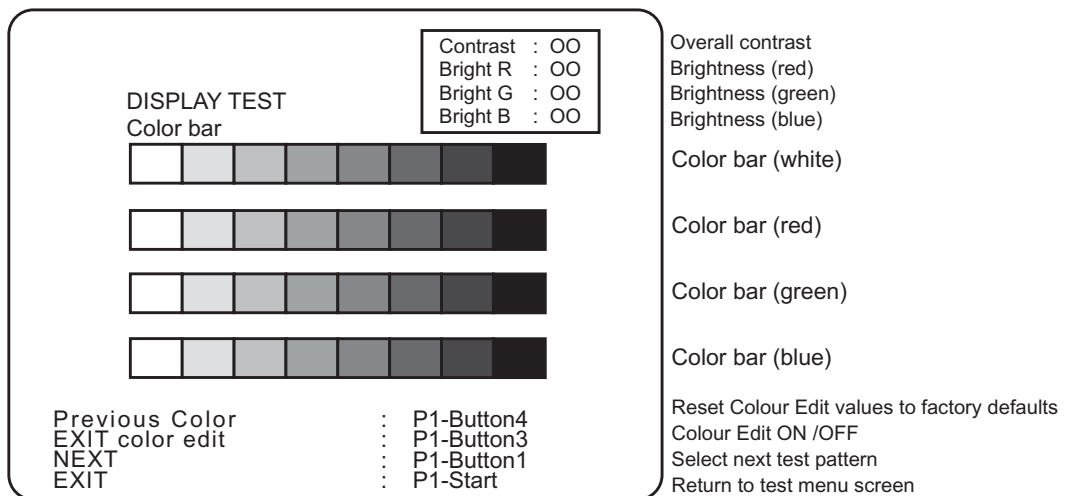 Contrast : OO Overall contrast
Bright R : OO Brightness (red)
Bright G : OO Brightness (green)
Bright B : OO Brightness (blue)
DISPLAY TEST
Color bar
Color bar (white)
Color bar (red)
Color bar (green)
Color bar (blue)
Previous Color : P1-Button4 Reset Colour Edit values to factory defaults
EXIT color edit : P1-Button3 Colour Edit ON /OFF
NEXT : P1-Button1 Select next test pattern
EXIT : P1-Start Return to test menu screen